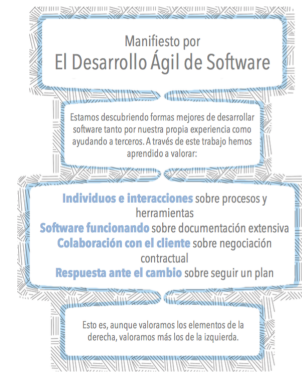 Manifiesto por
El Desarrollo Ágil de Software
Estamos descubriendo formas mejores de desarrollar
software tanto por nuestra propia experiencia como
ayudando a terceros. A través de este trabajo hemos
aprendido a valorar:
Individuos e interacciones sobre procesos y
herramientas
Software funcionando sobre documentación extensiva
Colaboración con el cliente sobre negociación
contractual
Respuesta ante el cambio sobre seguir un plan
Esto es, aunque valoramos los elementos de la
derecha, valoramos más los de la izquierda.